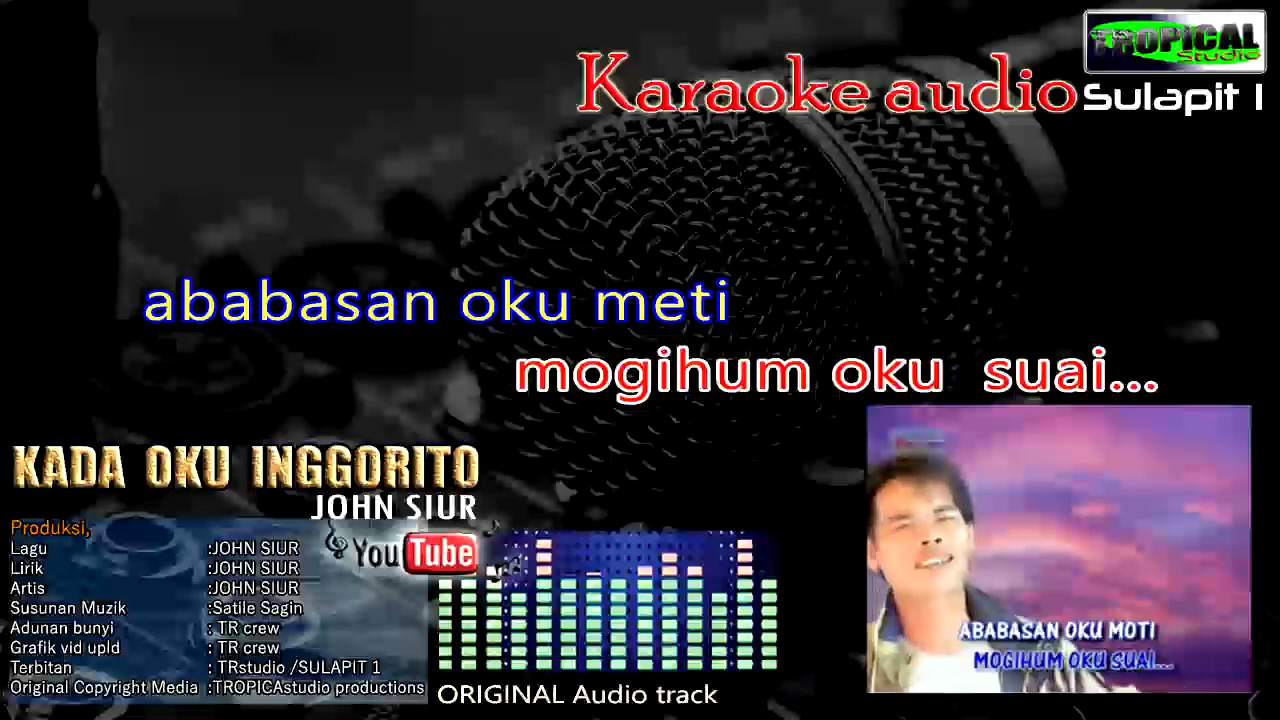 TROPICAL
Studio
Karaoke audio
Sulapit 1
ababasan oku meti
mogihum oku suai...
KADA OKU INGGORITO
JOHN SIUR
Produksi,
Lagu :JOHN SIUR
Lirik :JOHN SIUR
Artis :JOHN SIUR
Susunan Muzik :Satile Sagin
Adunan bunyi : TR crew
Grafik vid upld : TR crew
Terbitan : TRstudio /SULAPIT 1
Original Copyright Media :TROPICAstudio productions
YouTube
ORIGINAL Audio track
ABABASAN OKU MOTI
MOGIHUM OKU SUAI...